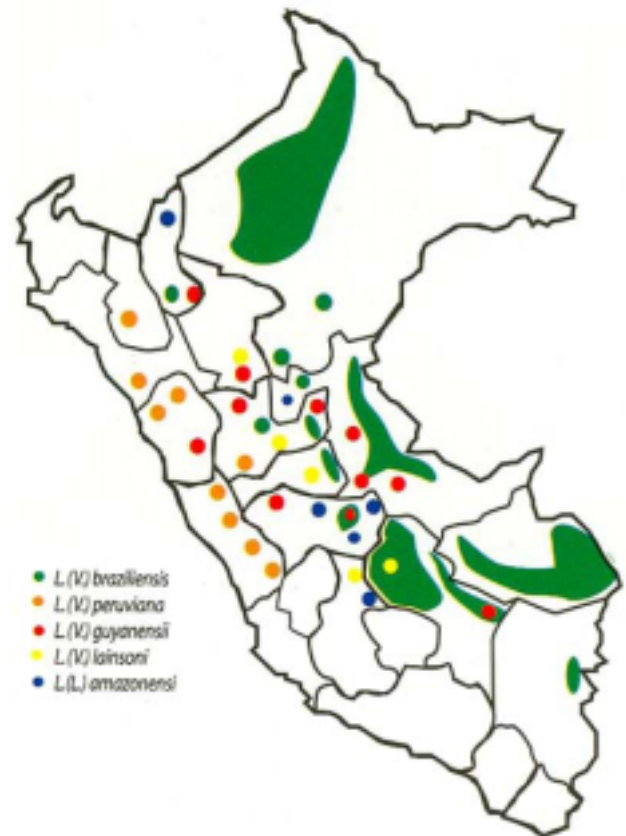 L.(V.) braziliensis
L.(V.) peruviana
L.(V.) guyanensii
L.(V.) lainsoni
L.(L.) amazonensi